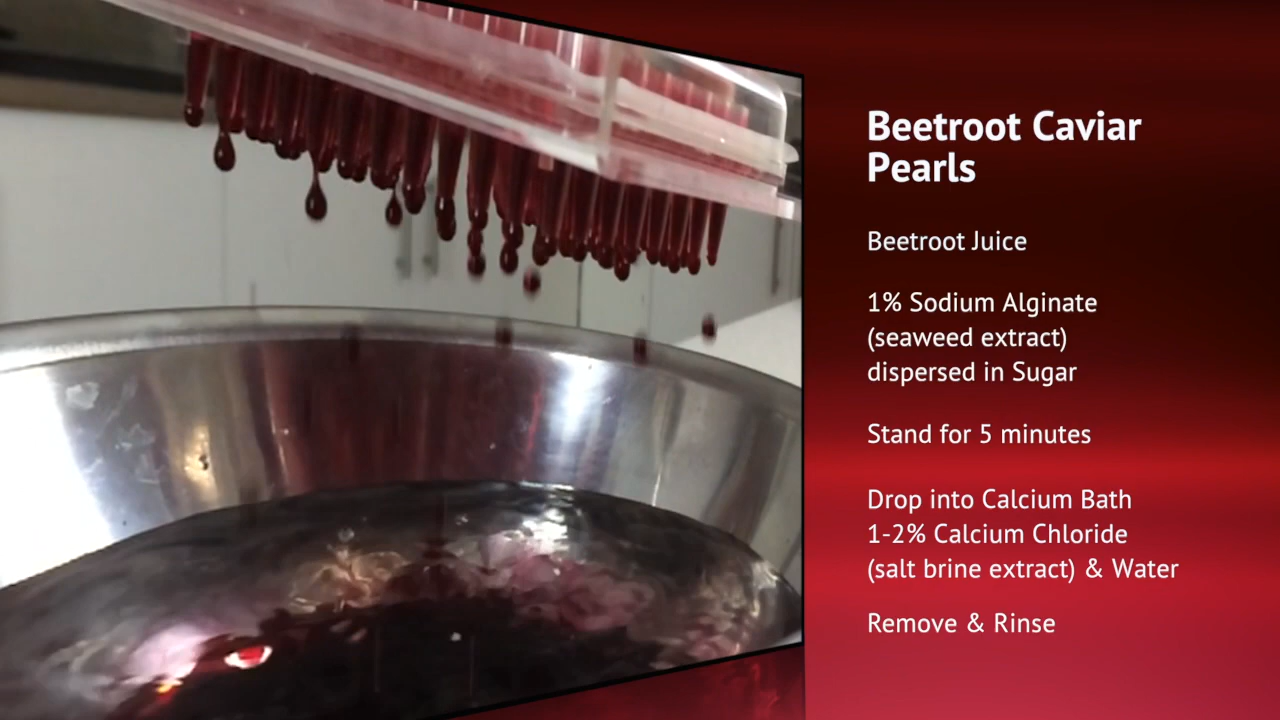 Beetroot Caviar
Pearls
Beetroot Juice
1% Sodium Alginate
(seaweed extract)
dispersed in Sugar
Stand for 5 minutes
Drop into Calcium Bath
1-2% Calcium Chloride
(salt brine extract) & Water
Remove & Rinse